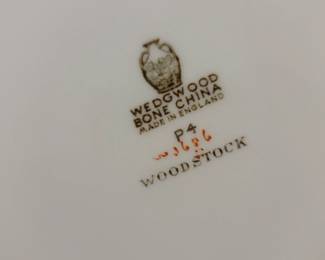 WEDGWOOD
BONE CHINA
MADE IN ENGLAND
P4
WOODSTOCK